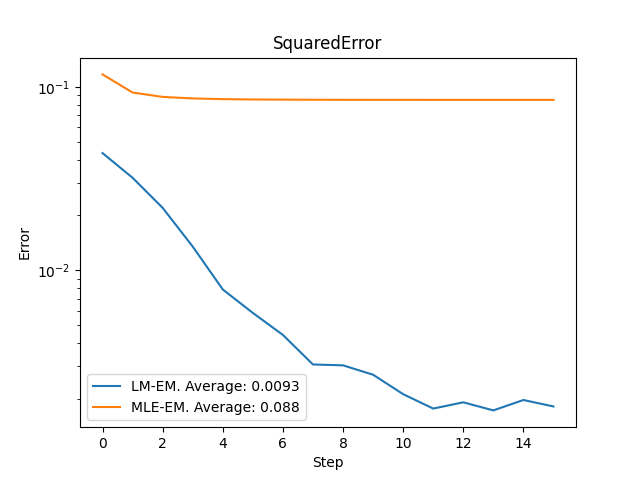 SquaredError
Error
10⁻¹
10⁻²
LM-EM. Average: 0.0093
MLE-EM. Average: 0.088
0 2 4 6 8 10 12 14
Step